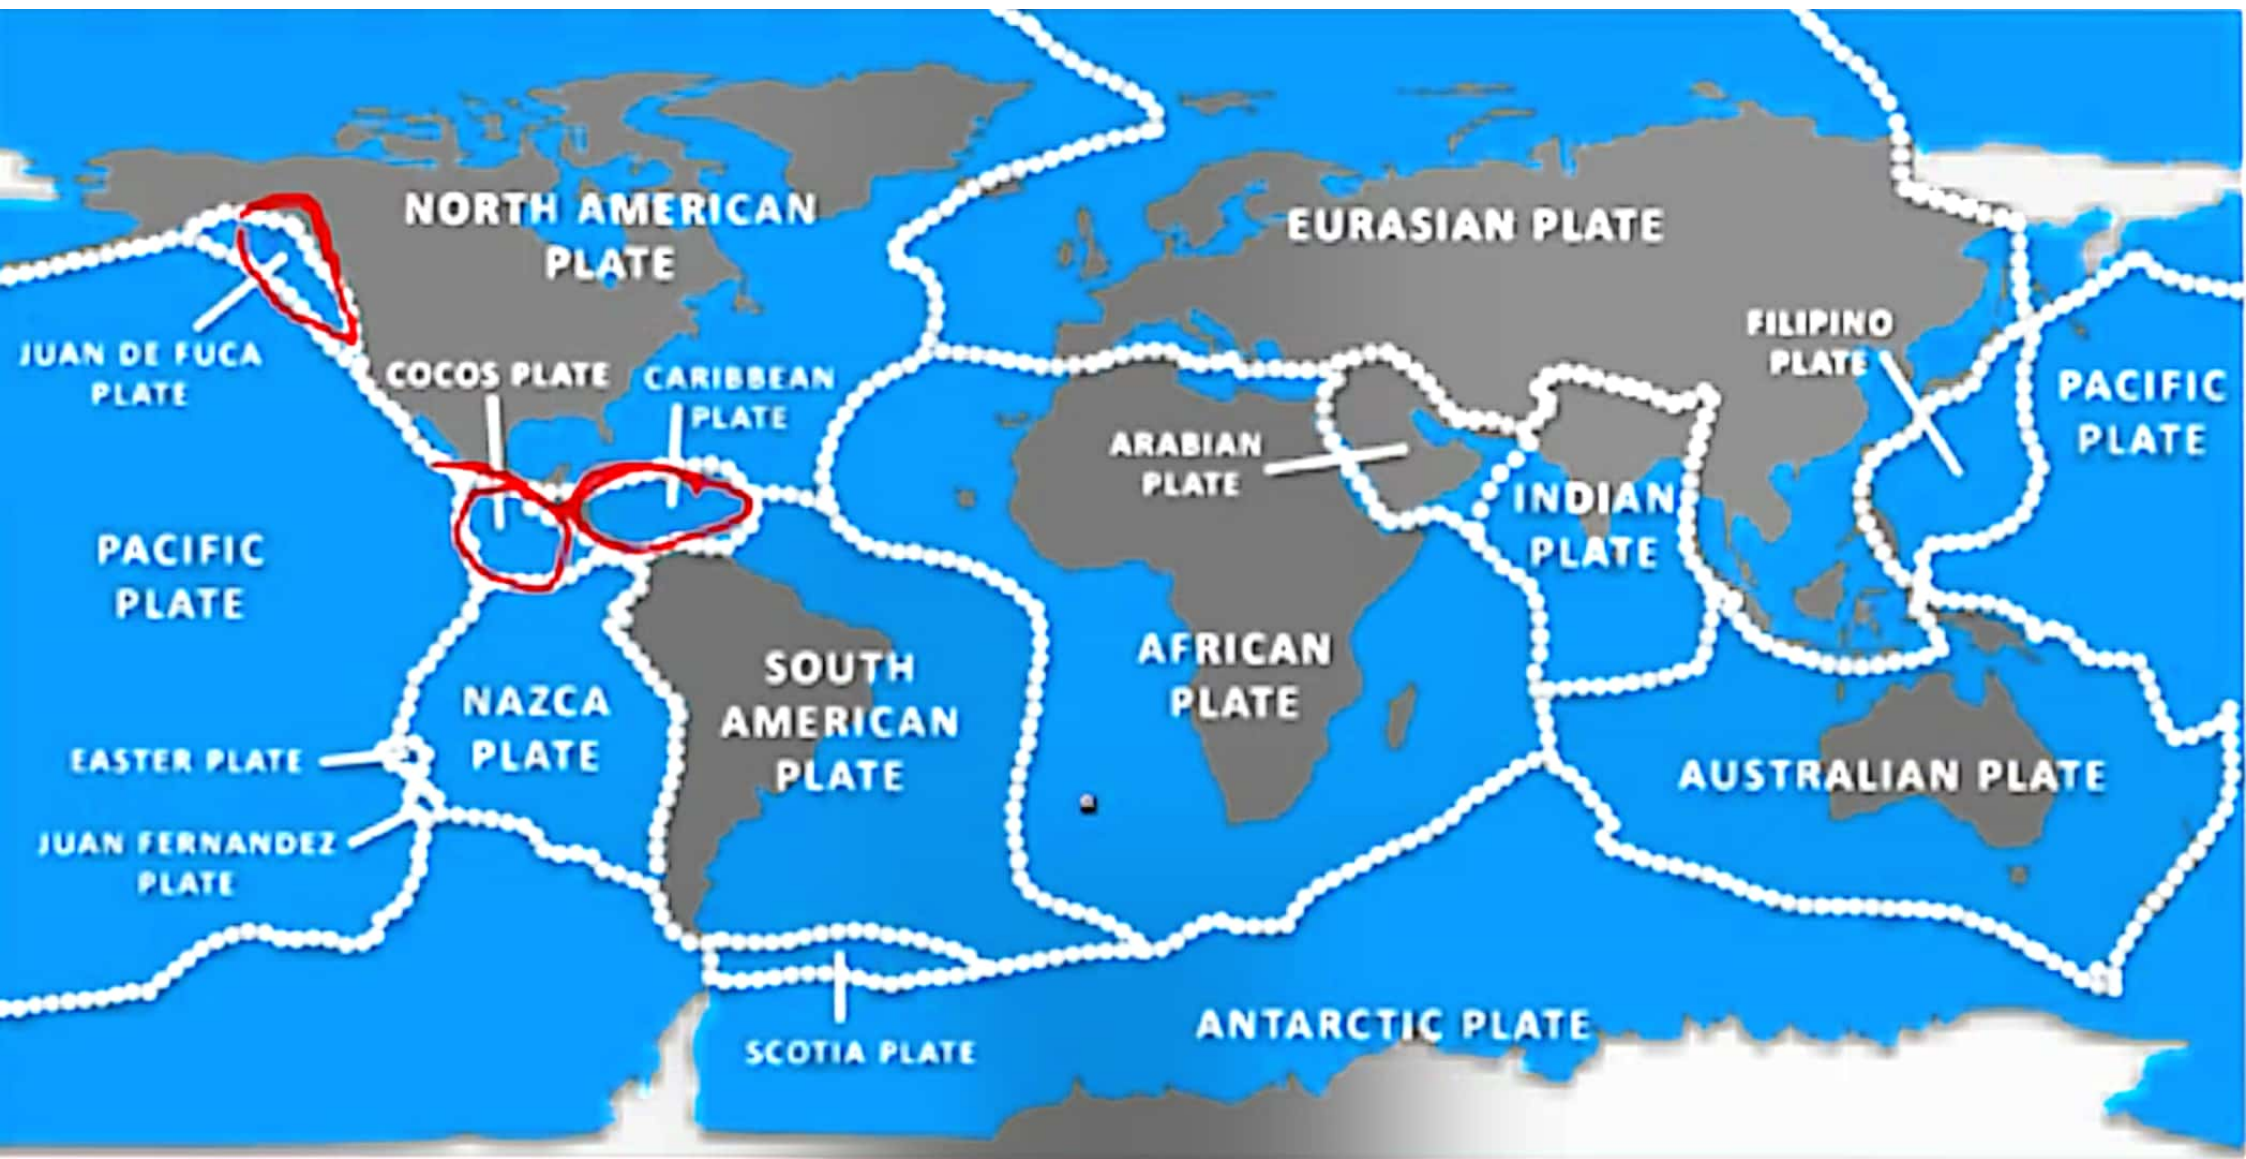 NORTH AMERICAN
PLATE
EURASIAN PLATE
JUAN DE FUCA
PLATE
COCOS PLATE
CARIBBEAN
PLATE
FILIPINO
PLATE
PACIFIC
PLATE
ARABIAN
PLATE
INDIAN
PLATE
PACIFIC
PLATE
AFRICAN
PLATE
SOUTH
AMERICAN
PLATE
NAZCA
PLATE
EASTER PLATE
AUSTRALIAN PLATE
JUAN FERNANDEZ
PLATE
ANTARCTIC PLATE
SCOTIA PLATE